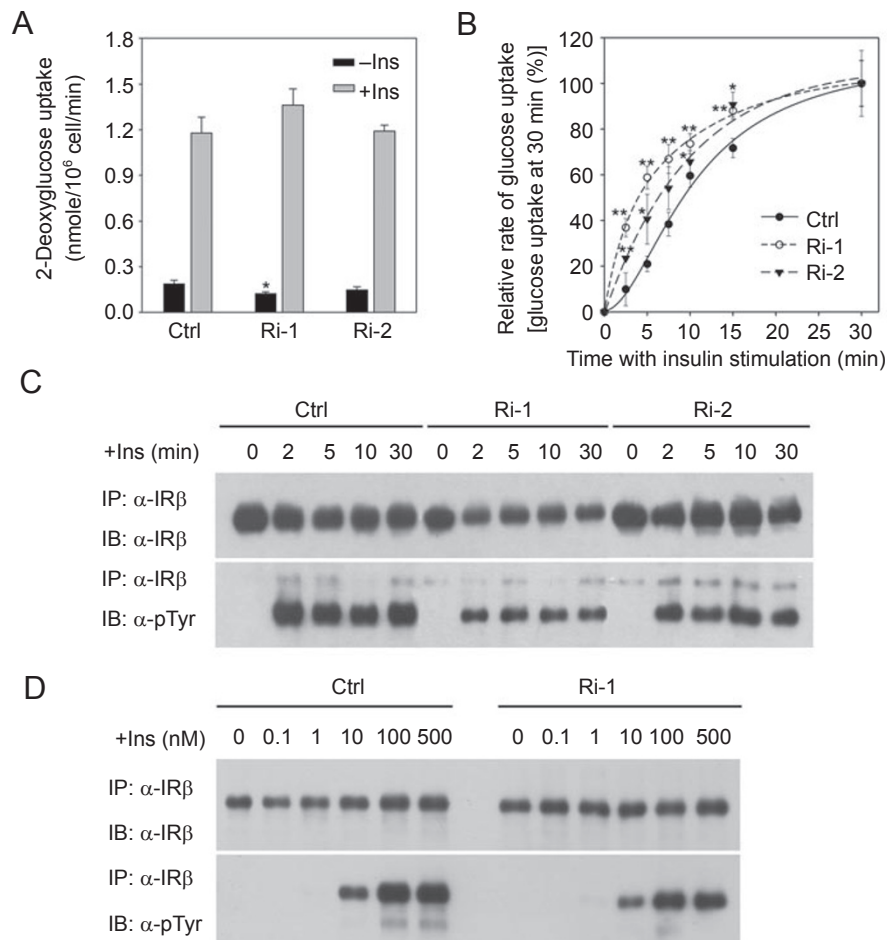 A
2-Deoxyglucose uptake
(nmole/10⁶ cell/min)
1.8
1.5
1.2
0.9
0.6
0.3
0.0
–Ins
+Ins
*
Ctrl
Ri-1
Ri-2
B
Relative rate of glucose uptake
[glucose uptake at 30 min (%)]
120
100
80
60
40
20
0
**
**
**
**
**
*
**
*
*
Ctrl
Ri-1
Ri-2
0 5 10 15 20 25 30
Time with insulin stimulation (min)
C
Ctrl Ri-1 Ri-2
+Ins (min) 0 2 5 10 30 0 2 5 10 30 0 2 5 10 30
IP: α-IRβ
IB: α-IRβ
IP: α-IRβ
IB: α-pTyr
D
Ctrl Ri-1
+Ins (nM) 0 0.1 1 10 100 500 0 0.1 1 10 100 500
IP: α-IRβ
IB: α-IRβ
IP: α-IRβ
IB: α-pTyr